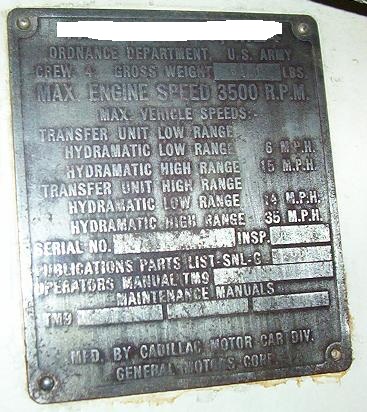 ORDNANCE DEPARTMENT, U.S. ARMY
CREW 4 GROSS WEIGHT LBS.
MAX. ENGINE SPEED 3500 R.P.M.
MAX. VEHICLE SPEEDS:-
TRANSFER UNIT LOW RANGE
HYDRAMATIC LOW RANGE 6 M.P.H.
HYDRAMATIC HIGH RANGE 15 M.P.H.
TRANSFER UNIT HIGH RANGE
HYDRAMATIC LOW RANGE 14 M.P.H.
HYDRAMATIC HIGH RANGE 35 M.P.H.
SERIAL NO. INSP.
PUBLICATIONS PARTS LIST-SNL-G
OPERATORS MANUAL TM9
MAINTENANCE MANUALS
TM9
MFD. BY CADILLAC MOTOR CAR DIV.
GENERAL MOTORS CORP.